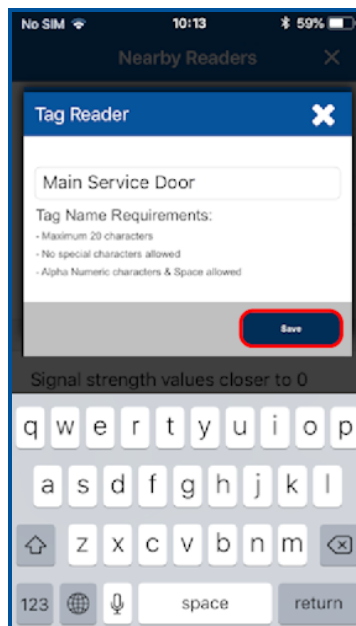 No SIM 10:13 59%
Nearby Readers
Tag Reader
Main Service Door
Tag Name Requirements:
- Maximum 20 characters
- No special characters allowed
- Alpha Numeric characters & Space allowed
Save
Signal strength values closer to 0
q w e r t y u i o p
a s d f g h j k l
z x c v b n m
123 space return